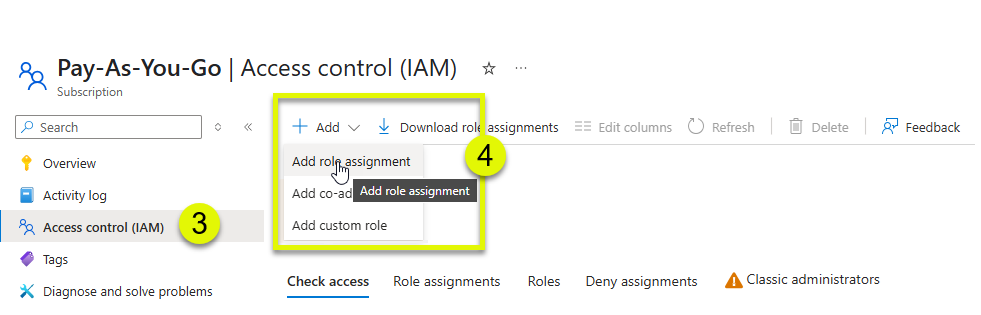 Pay-As-You-Go | Access control (IAM)
Subscription
Search
Add
Download role assignments
Edit columns
Refresh
Delete
Feedback
4
Overview
Add role assignment
Activity log
Add co-ad
Add role assignment
Access control (IAM)
3
Add custom role
Tags
Diagnose and solve problems
Check access
Role assignments
Roles
Deny assignments
Classic administrators